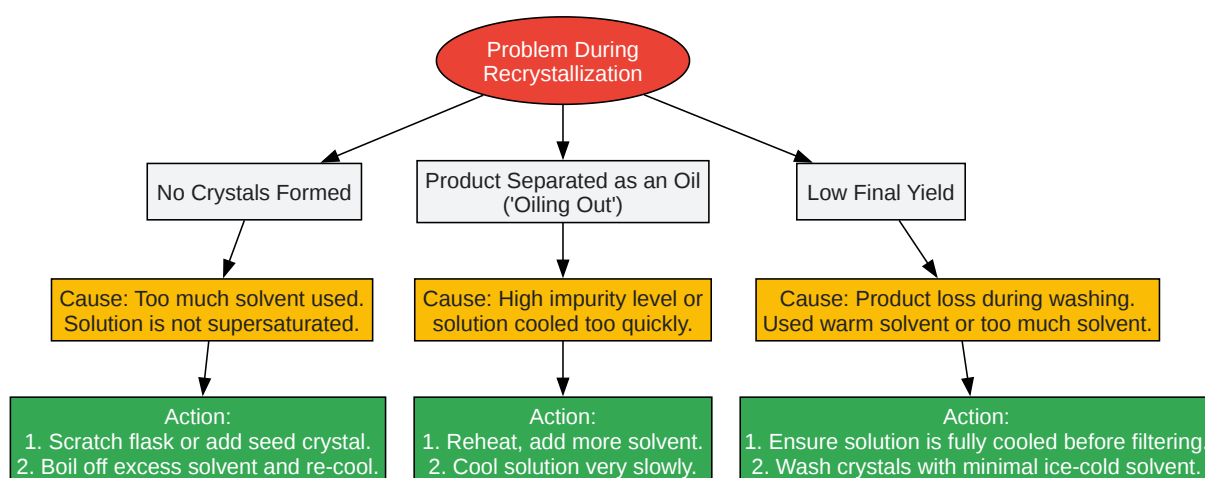 Problem During
Recrystallization
No Crystals Formed
Product Separated as an Oil
('Oiling Out')
Low Final Yield
Cause: Too much solvent used.
Solution is not supersaturated.
Cause: High impurity level or
solution cooled too quickly.
Cause: Product loss during washing.
Used warm solvent or too much solvent.
Action:
1. Scratch flask or add seed crystal.
2. Boil off excess solvent and re-cool.
Action:
1. Reheat, add more solvent.
2. Cool solution very slowly.
Action:
1. Ensure solution is fully cooled before filtering.
2. Wash crystals with minimal ice-cold solvent.